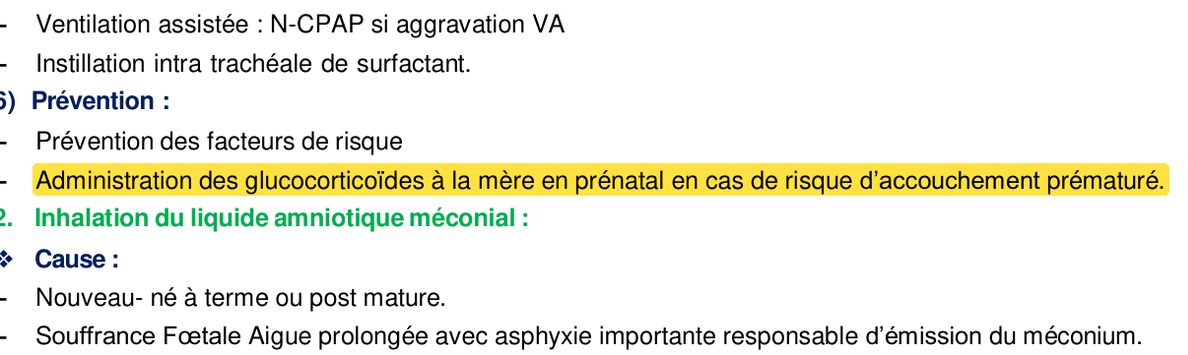 - Ventilation assistée : N-CPAP si aggravation VA
- Instillation intra trachéale de surfactant.
6) Prévention :
- Prévention des facteurs de risque
- Administration des glucocorticoïdes à la mère en prénatal en cas de risque d’accouchement prématuré.
2. Inhalation du liquide amniotique méconial :
❖ Cause :
- Nouveau- né à terme ou post mature.
- Souffrance Fœtale Aigue prolongée avec asphyxie importante responsable d’émission du méconium.